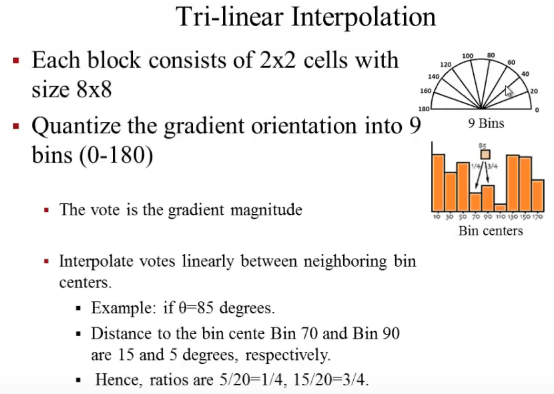 Tri-linear Interpolation
▪ Each block consists of 2x2 cells with
size 8x8
▪ Quantize the gradient orientation into 9
bins (0-180)
▪ The vote is the gradient magnitude
▪ Interpolate votes linearly between neighboring bin
centers.
▪ Example: if θ=85 degrees.
▪ Distance to the bin cente Bin 70 and Bin 90
are 15 and 5 degrees, respectively.
▪ Hence, ratios are 5/20=1/4, 15/20=3/4.
180 160 140 120 100 80 60 40 20 0
9 Bins
85
1/4 3/4
10 30 50 70 90 110 130 150 170
Bin centers